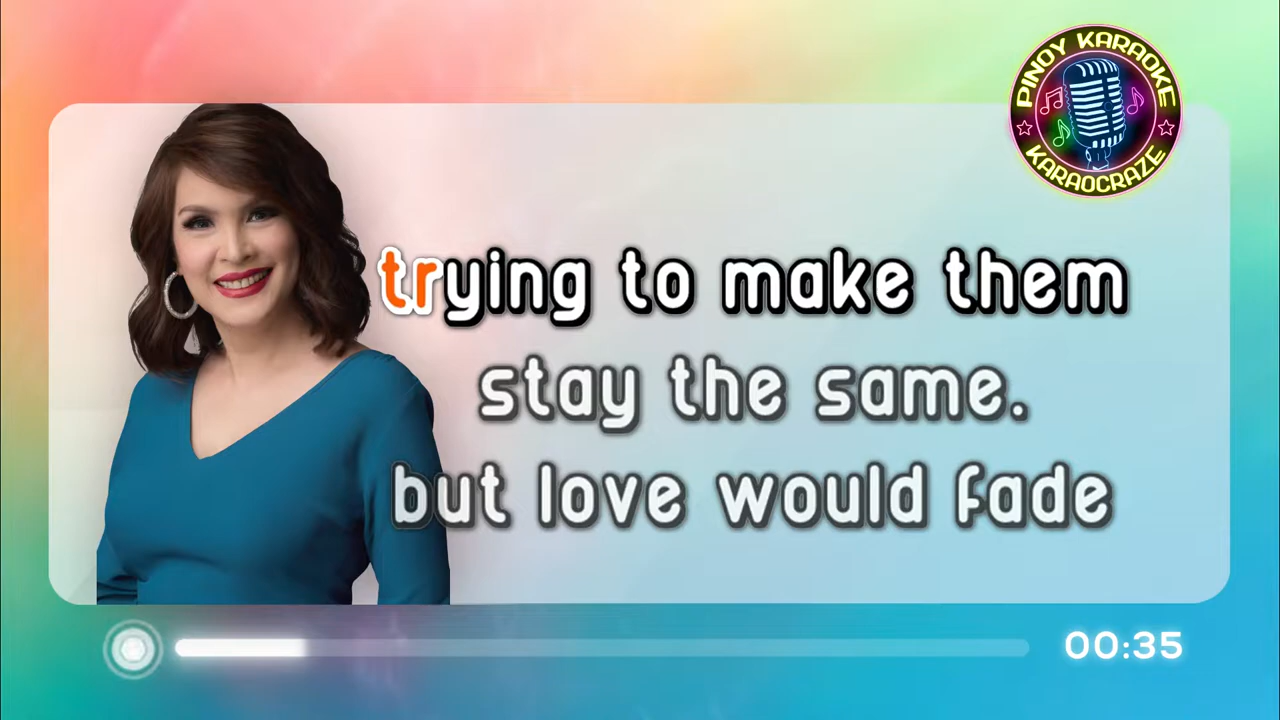 PINOY KARAOKE
KARAOCRAZE
trying to make them
stay the same.
but love would fade
00:35